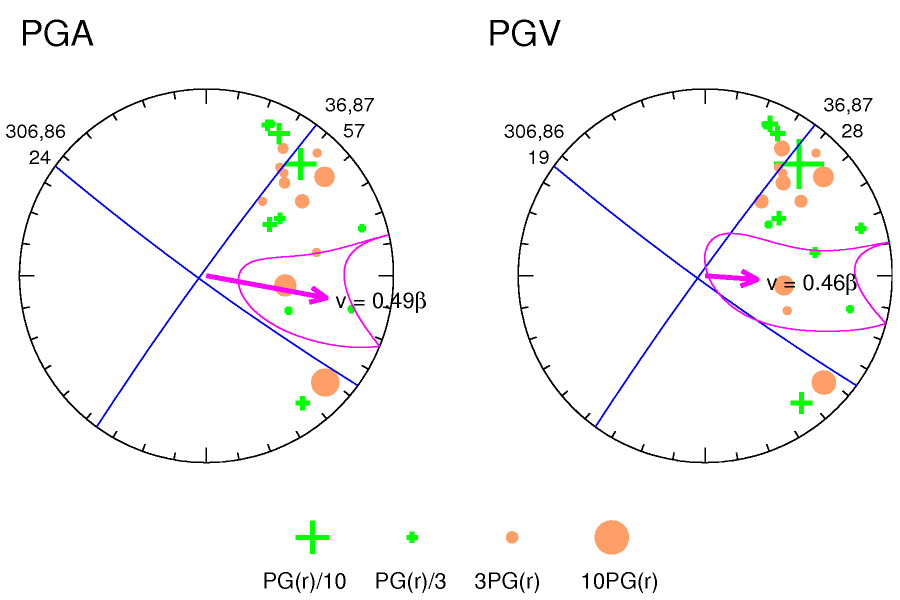 PGA
PGV
36,87
57
306,86
24
v = 0.49β
36,87
28
306,86
19
v = 0.46β
PG(r)/10 PG(r)/3 3PG(r) 10PG(r)